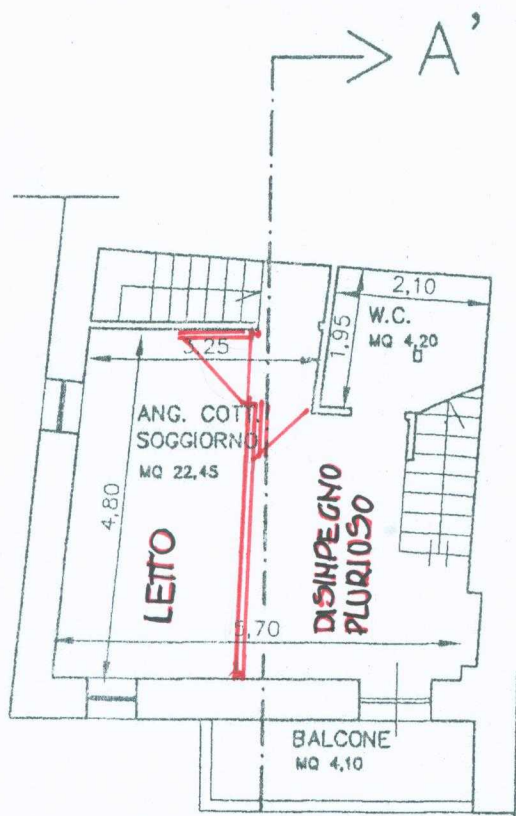 A'
2,10
W.C.
MQ 4,20
1,95
3,25
ANG. COTT.
SOGGIORNO
MQ 22,45
4,80
LETTO
DISIMPEGNO
PLURIUSO
5,70
BALCONE
MQ 4,10